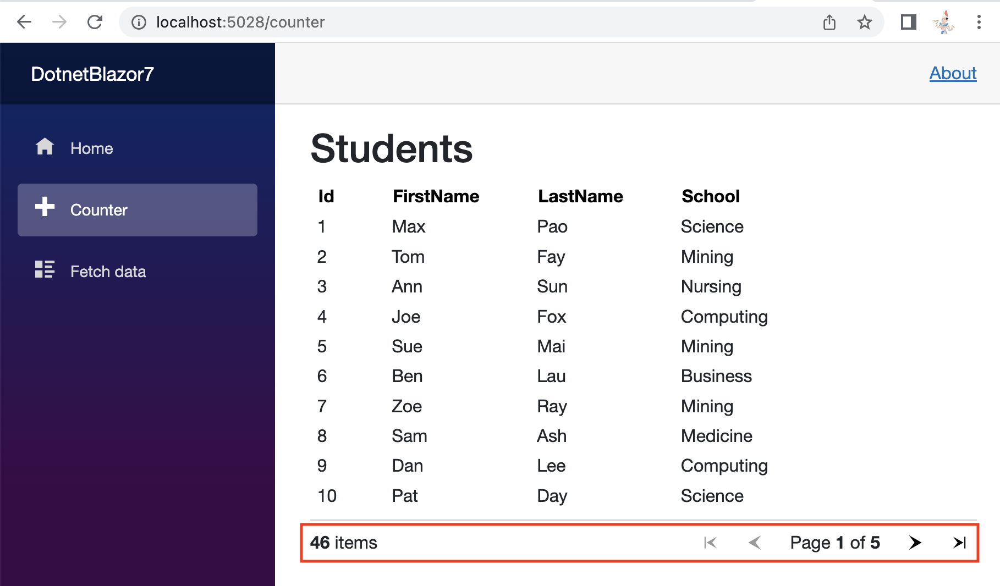 localhost:5028/counter
DotnetBlazor7
About
Home
Counter
Fetch data
Students
Id FirstName LastName School
1 Max Pao Science
2 Tom Fay Mining
3 Ann Sun Nursing
4 Joe Fox Computing
5 Sue Mai Mining
6 Ben Lau Business
7 Zoe Ray Mining
8 Sam Ash Medicine
9 Dan Lee Computing
10 Pat Day Science
46 items Page 1 of 5